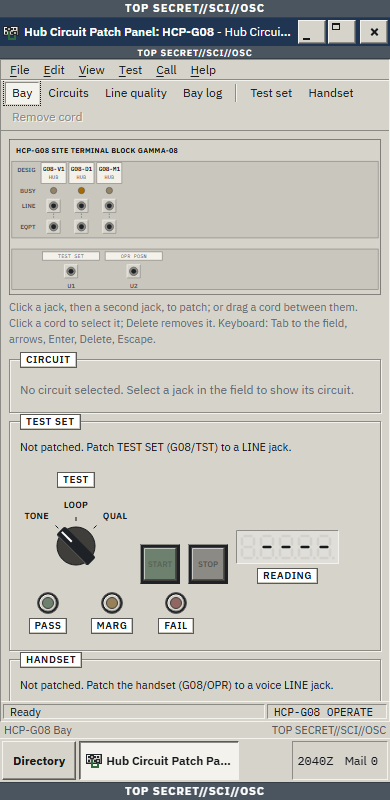 TOP SECRET//SCI//OSC
Hub Circuit Patch Panel: HCP-G08 - Hub Circui...
TOP SECRET//SCI//OSC
File Edit View Test Call Help
Bay Circuits Line quality Bay log Test set Handset
Remove cord
HCP-G08 SITE TERMINAL BLOCK GAMMA-08
DESIG G08-V1 G08-D1 G08-M1
HUB HUB HUB
BUSY
LINE
EQPT
TEST SET OPR POSN
U1 U2
Click a jack, then a second jack, to patch; or drag a cord between them.
Click a cord to select it; Delete removes it. Keyboard: Tab to the field,
arrows, Enter, Delete, Escape.
CIRCUIT
No circuit selected. Select a jack in the field to show its circuit.
TEST SET
Not patched. Patch TEST SET (G08/TST) to a LINE jack.
TEST
LOOP
TONE QUAL
START STOP
- - - -
READING
PASS MARG FAIL
HANDSET
Not patched. Patch the handset (G08/OPR) to a voice LINE jack.
Ready HCP-G08 OPERATE
HCP-G08 Bay TOP SECRET//SCI//OSC
Directory Hub Circuit Patch Pa... 2040Z Mail 0
TOP SECRET//SCI//OSC